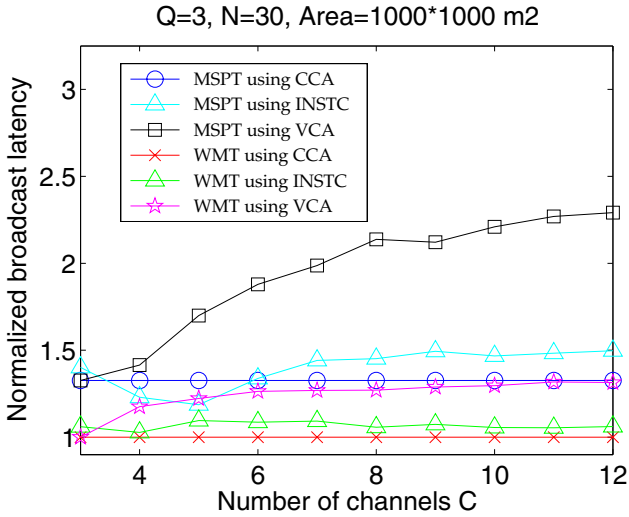 Q=3, N=30, Area=1000*1000 m2
Normalized broadcast latency
3
2.5
2
1.5
1
MSPT using CCA
MSPT using INSTC
MSPT using VCA
WMT using CCA
WMT using INSTC
WMT using VCA
4 6 8 10 12
Number of channels C